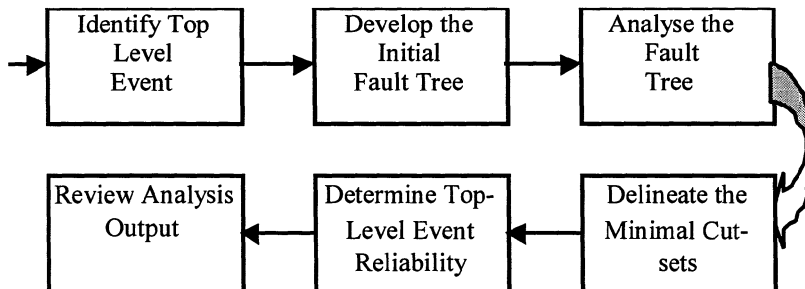 Identify Top
Level
Event
Develop the
Initial
Fault Tree
Analyse the
Fault
Tree
Delineate the
Minimal Cut-
sets
Determine Top-
Level Event
Reliability
Review Analysis
Output